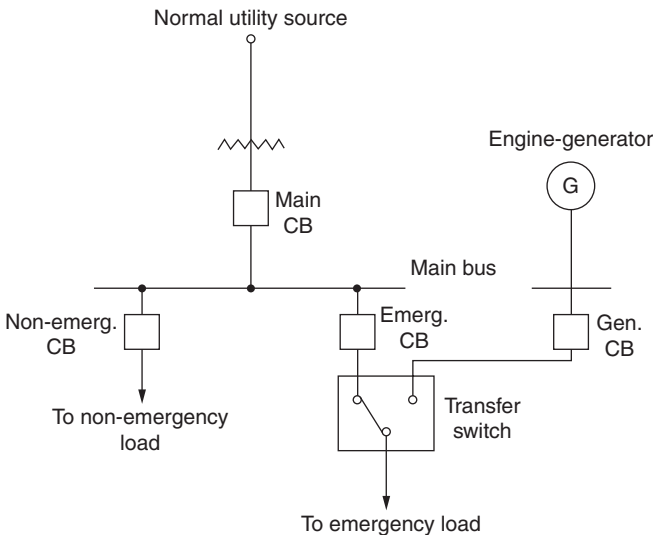 Normal utility source
Engine-generator
G
Main
CB
Main bus
Non-emerg.
CB
Emerg.
CB
Gen.
CB
To non-emergency
load
Transfer
switch
To emergency load